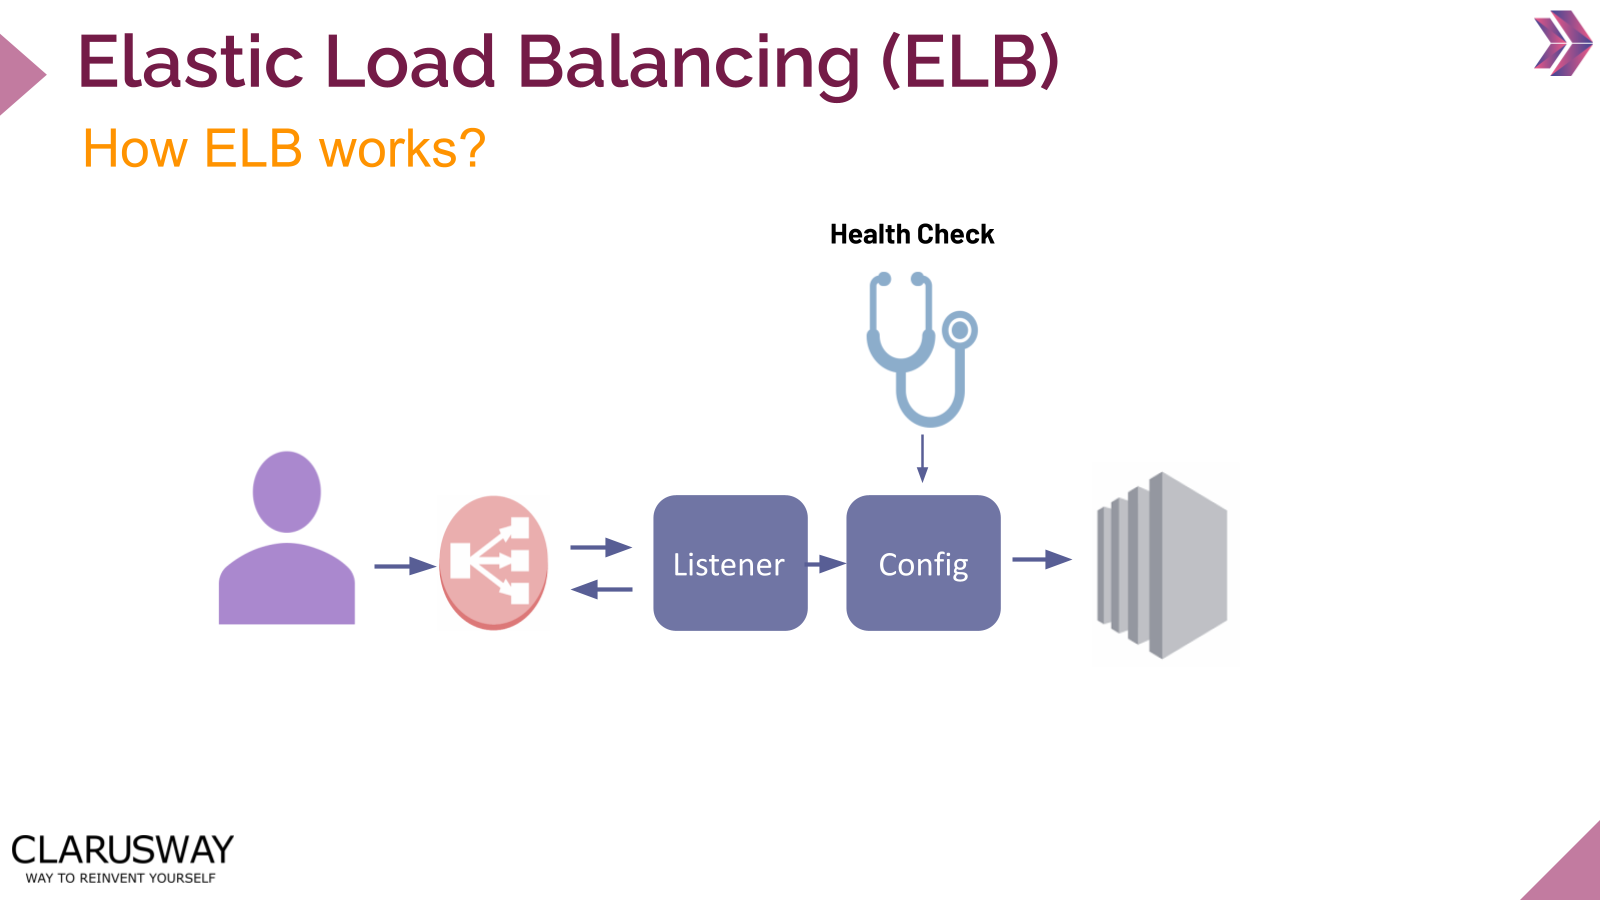 Elastic Load Balancing (ELB)
How ELB works?
Health Check
Listener
Config
CLARUSWAY
WAY TO REINVENT YOURSELF